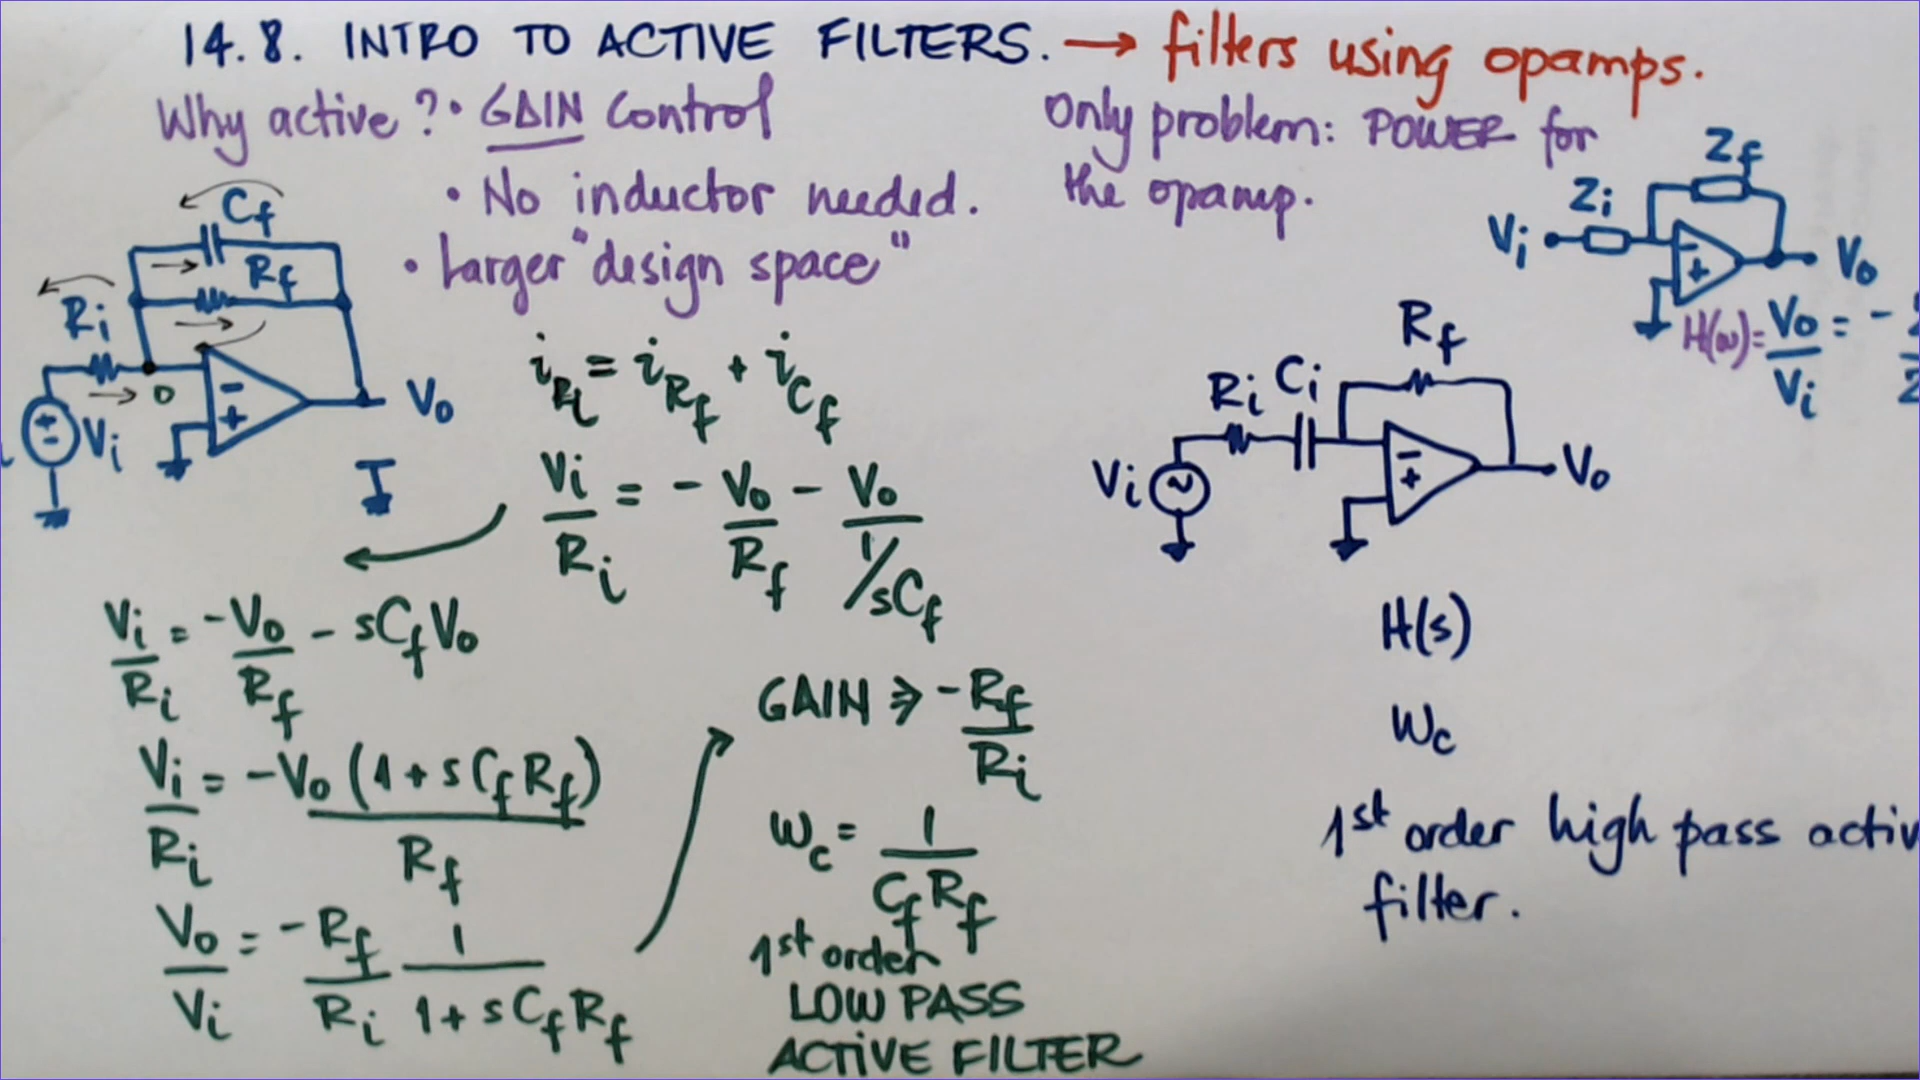 14.8. INTRO TO ACTIVE FILTERS. → filters using opamps.
Why active? • GAIN control
• No inductor needed.
• Larger "design space"
Only problem: POWER for
the opamp.
Cf
Rf
Ri
0
- +
+ -
Vi
Vo
I
iRi = iRf + iCf
Vi/Ri = - Vo/Rf - Vo/(1/sCf)
Vi/Ri = -Vo/Rf - sCfVo
Vi/Ri = -Vo (1 + sCfRf)/Rf
Vo/Vi = -Rf/Ri 1/(1 + sCfRf)
GAIN ⇒ -Rf/Ri
ωc = 1/(CfRf)
1st order
LOW PASS
ACTIVE FILTER
Zf
Zi
Vi
- +
Vo
H(ω) = Vo/Vi = -
Rf
Ri Ci
Vi
- +
Vo
H(s)
ωc
1st order high pass activ
filter.